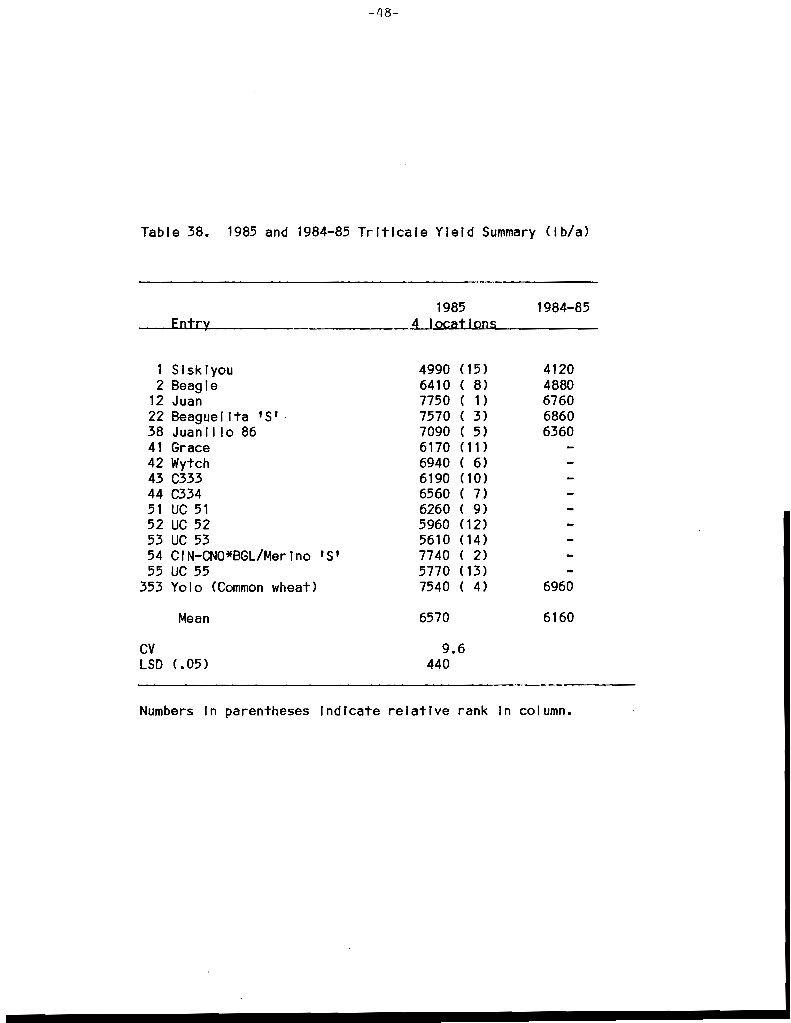 -48-
Table 38. 1985 and 1984-85 Triticale Yield Summary (lb/a)
1985 1984-85
Entry 4 locations
1 Siskiyou 4990 (15) 4120
2 Beagle 6410 ( 8) 4880
12 Juan 7750 ( 1) 6760
22 Beaguelita 'S' 7570 ( 3) 6860
38 Juanillo 86 7090 ( 5) 6360
41 Grace 6170 (11) -
42 Wytch 6940 ( 6) -
43 C333 6190 (10) -
44 C334 6560 ( 7) -
51 UC 51 6260 ( 9) -
52 UC 52 5960 (12) -
53 UC 53 5610 (14) -
54 CIN-CNO*BGL/Merino 'S' 7740 ( 2) -
55 UC 55 5770 (13) -
353 Yolo (Common wheat) 7540 ( 4) 6960
Mean 6570 6160
CV 9.6
LSD (.05) 440
Numbers in parentheses indicate relative rank in column.